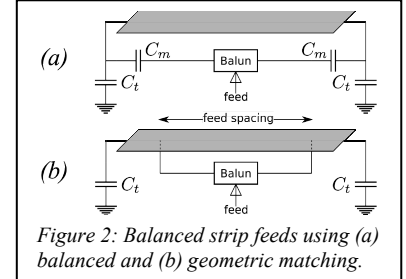 (a)
C_m
Balun
C_m
C_t
feed
C_t
feed spacing
(b)
C_t
Balun
C_t
feed
Figure 2: Balanced strip feeds using (a)
balanced and (b) geometric matching.